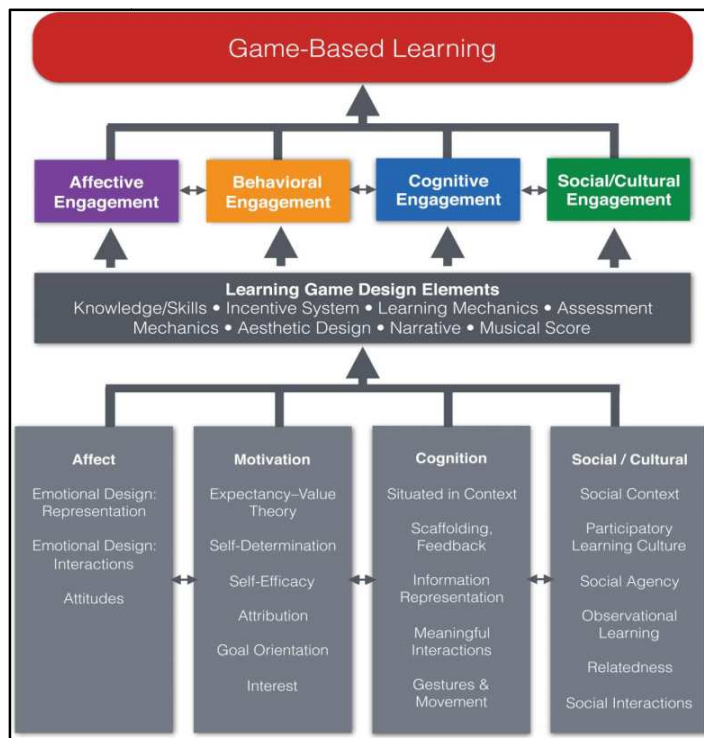 Game-Based Learning
Affective
Engagement
Behavioral
Engagement
Cognitive
Engagement
Social/Cultural
Engagement
Learning Game Design Elements
Knowledge/Skills • Incentive System • Learning Mechanics • Assessment
Mechanics • Aesthetic Design • Narrative • Musical Score
Affect
Emotional Design:
Representation
Emotional Design:
Interactions
Attitudes
Motivation
Expectancy–Value
Theory
Self-Determination
Self-Efficacy
Attribution
Goal Orientation
Interest
Cognition
Situated in Context
Scaffolding,
Feedback
Information
Representation
Meaningful
Interactions
Gestures &
Movement
Social / Cultural
Social Context
Participatory
Learning Culture
Social Agency
Observational
Learning
Relatedness
Social Interactions